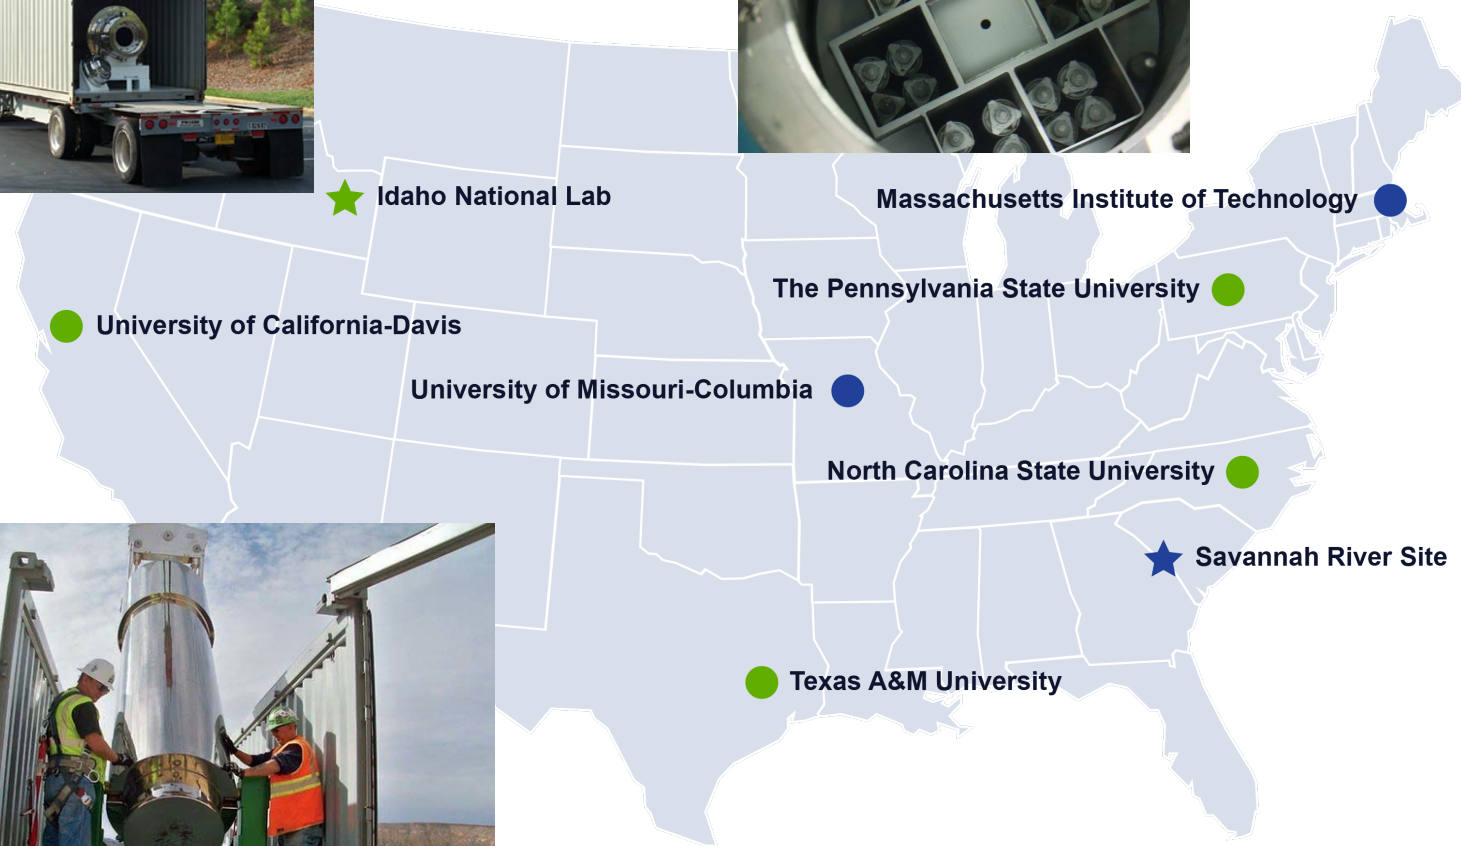 Idaho National Lab
Massachusetts Institute of Technology
The Pennsylvania State University
University of California-Davis
University of Missouri-Columbia
North Carolina State University
Savannah River Site
Texas A&M University